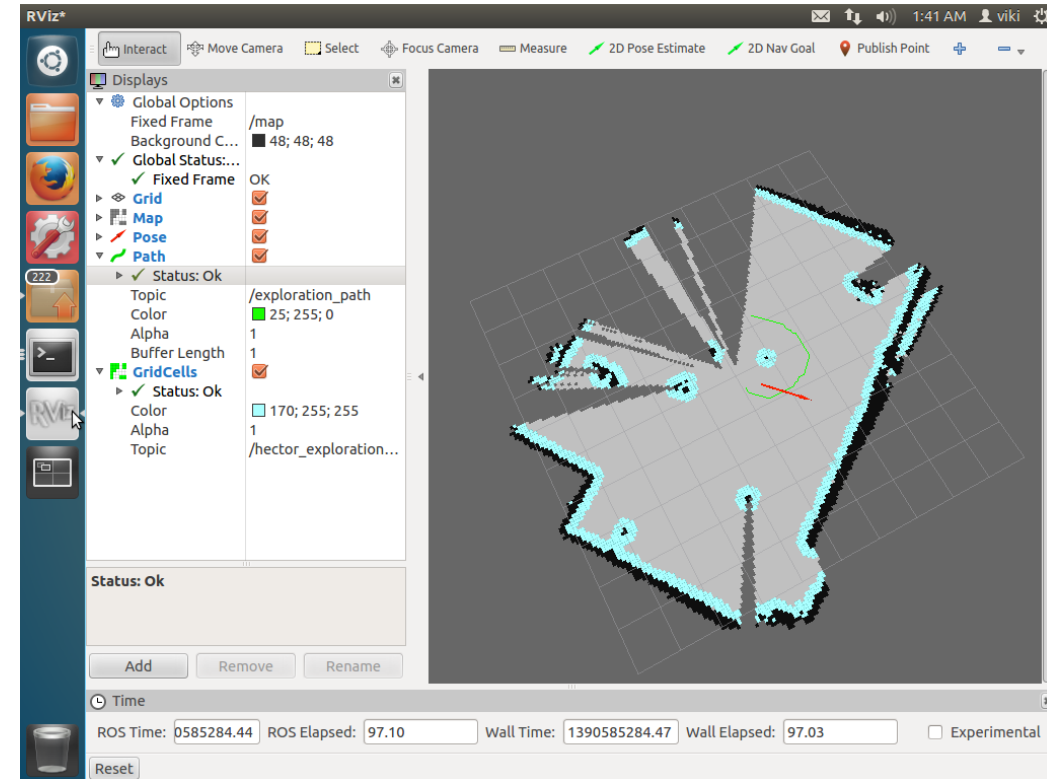 RViz*
1:41 AM viki
Interact Move Camera Select Focus Camera Measure 2D Pose Estimate 2D Nav Goal Publish Point
Displays
Global Options
Fixed Frame /map
Background C... 48; 48; 48
Global Status:...
Fixed Frame OK
Grid
Map
Pose
Path
Status: Ok
Topic /exploration_path
Color 25; 255; 0
Alpha 1
Buffer Length 1
GridCells
Status: Ok
Color 170; 255; 255
Alpha 1
Topic /hector_exploration...
222
RViz
Status: Ok
Add Remove Rename
Time
ROS Time: 0585284.44 ROS Elapsed: 97.10 Wall Time: 1390585284.47 Wall Elapsed: 97.03 Experimental
Reset